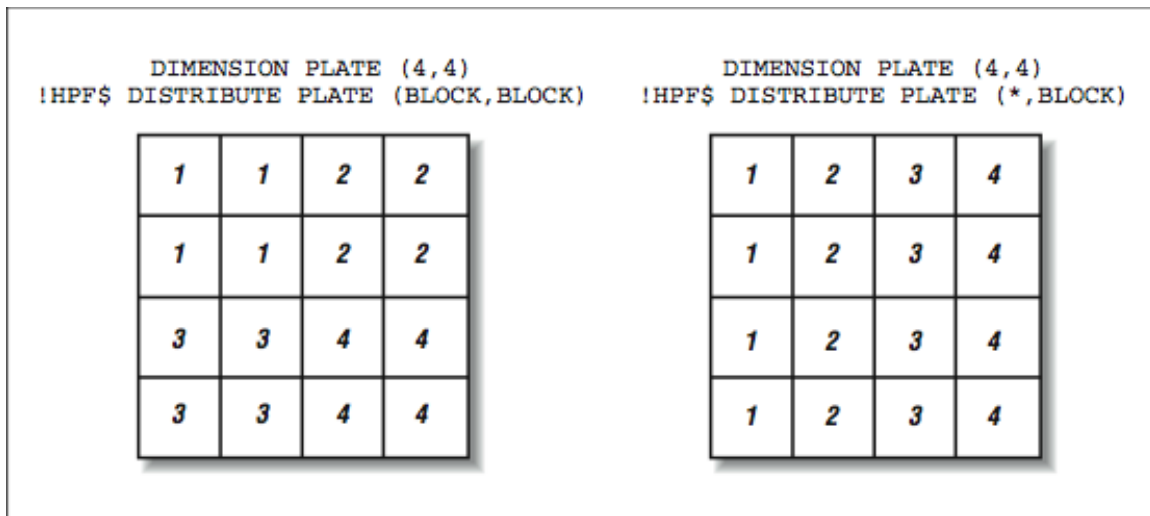 DIMENSION PLATE (4,4)
!HPF$ DISTRIBUTE PLATE (BLOCK,BLOCK)
1 1 2 2
1 1 2 2
3 3 4 4
3 3 4 4
DIMENSION PLATE (4,4)
!HPF$ DISTRIBUTE PLATE (*,BLOCK)
1 2 3 4
1 2 3 4
1 2 3 4
1 2 3 4